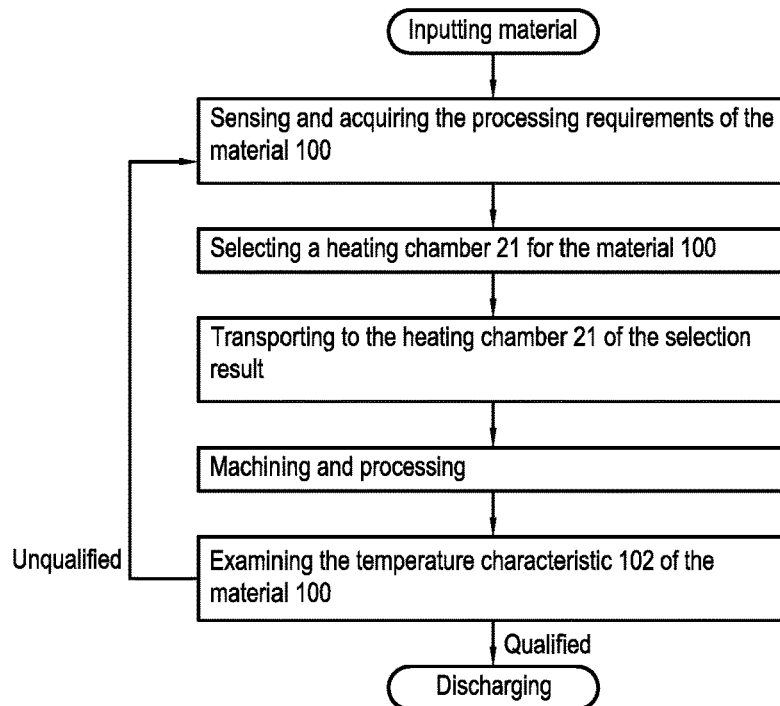 Inputting material
Sensing and acquiring the processing requirements of the
material 100
Selecting a heating chamber 21 for the material 100
Transporting to the heating chamber 21 of the selection
result
Machining and processing
Unqualified
Examining the temperature characteristic 102 of the
material 100
Qualified
Discharging